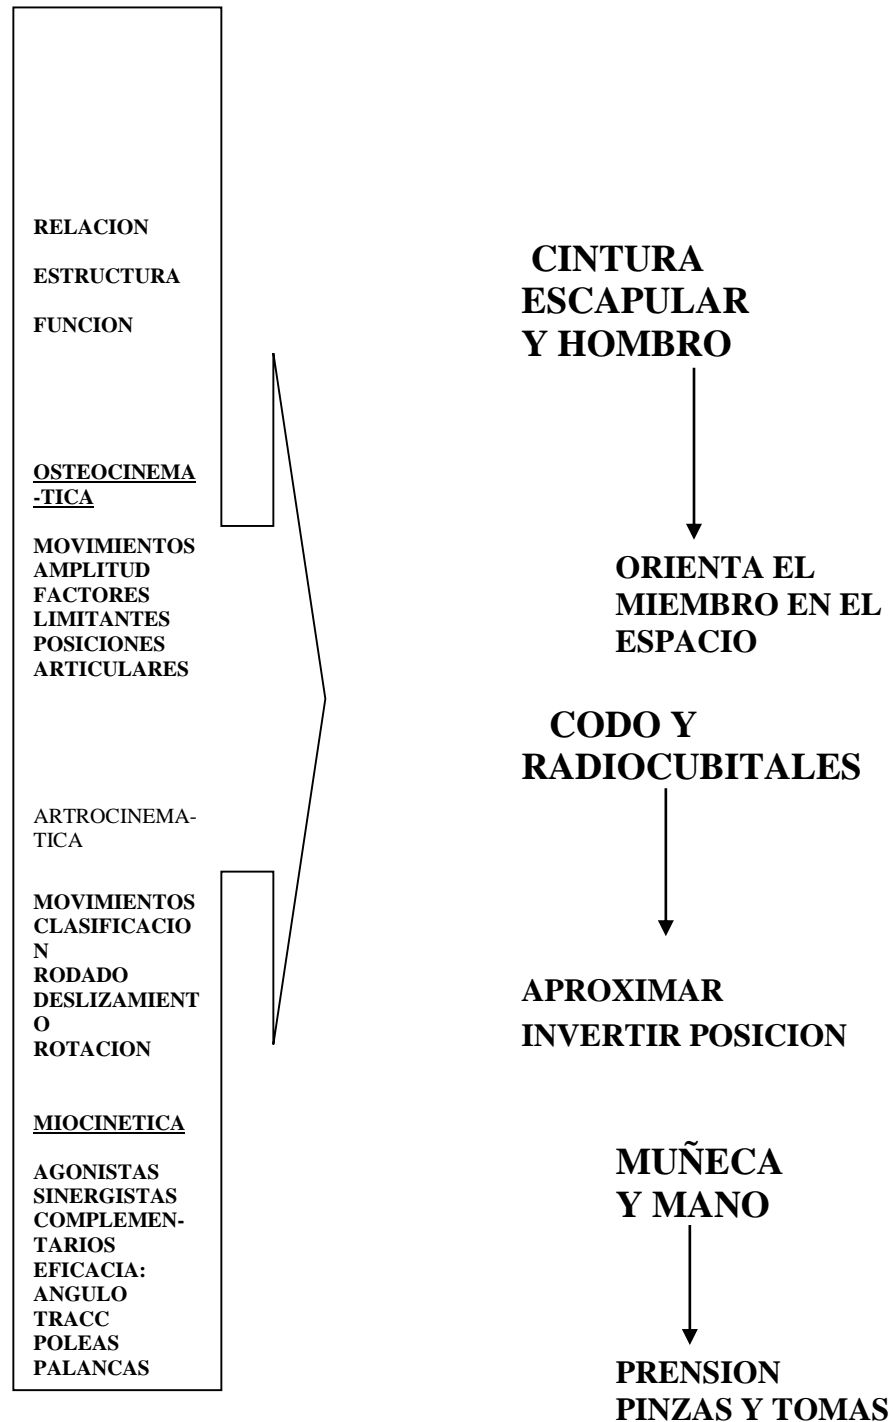 RELACION
ESTRUCTURA
FUNCION
OSTEOCINEMA
-TICA
MOVIMIENTOS
AMPLITUD
FACTORES
LIMITANTES
POSICIONES
ARTICULARES
ARTROCINEMA-
TICA
MOVIMIENTOS
CLASIFICACIO
N
RODADO
DESLIZAMIENT
O
ROTACION
MIOCINETICA
AGONISTAS
SINERGISTAS
COMPLEMEN-
TARIOS
EFICACIA:
ANGULO
TRACC
POLEAS
PALANCAS
CINTURA
ESCAPULAR
Y HOMBRO
ORIENTA EL
MIEMBRO EN EL
ESPACIO
CODO Y
RADIOCUBITALES
APROXIMAR
INVERTIR POSICION
MUÑECA
Y MANO
PRENSION
PINZAS Y TOMAS